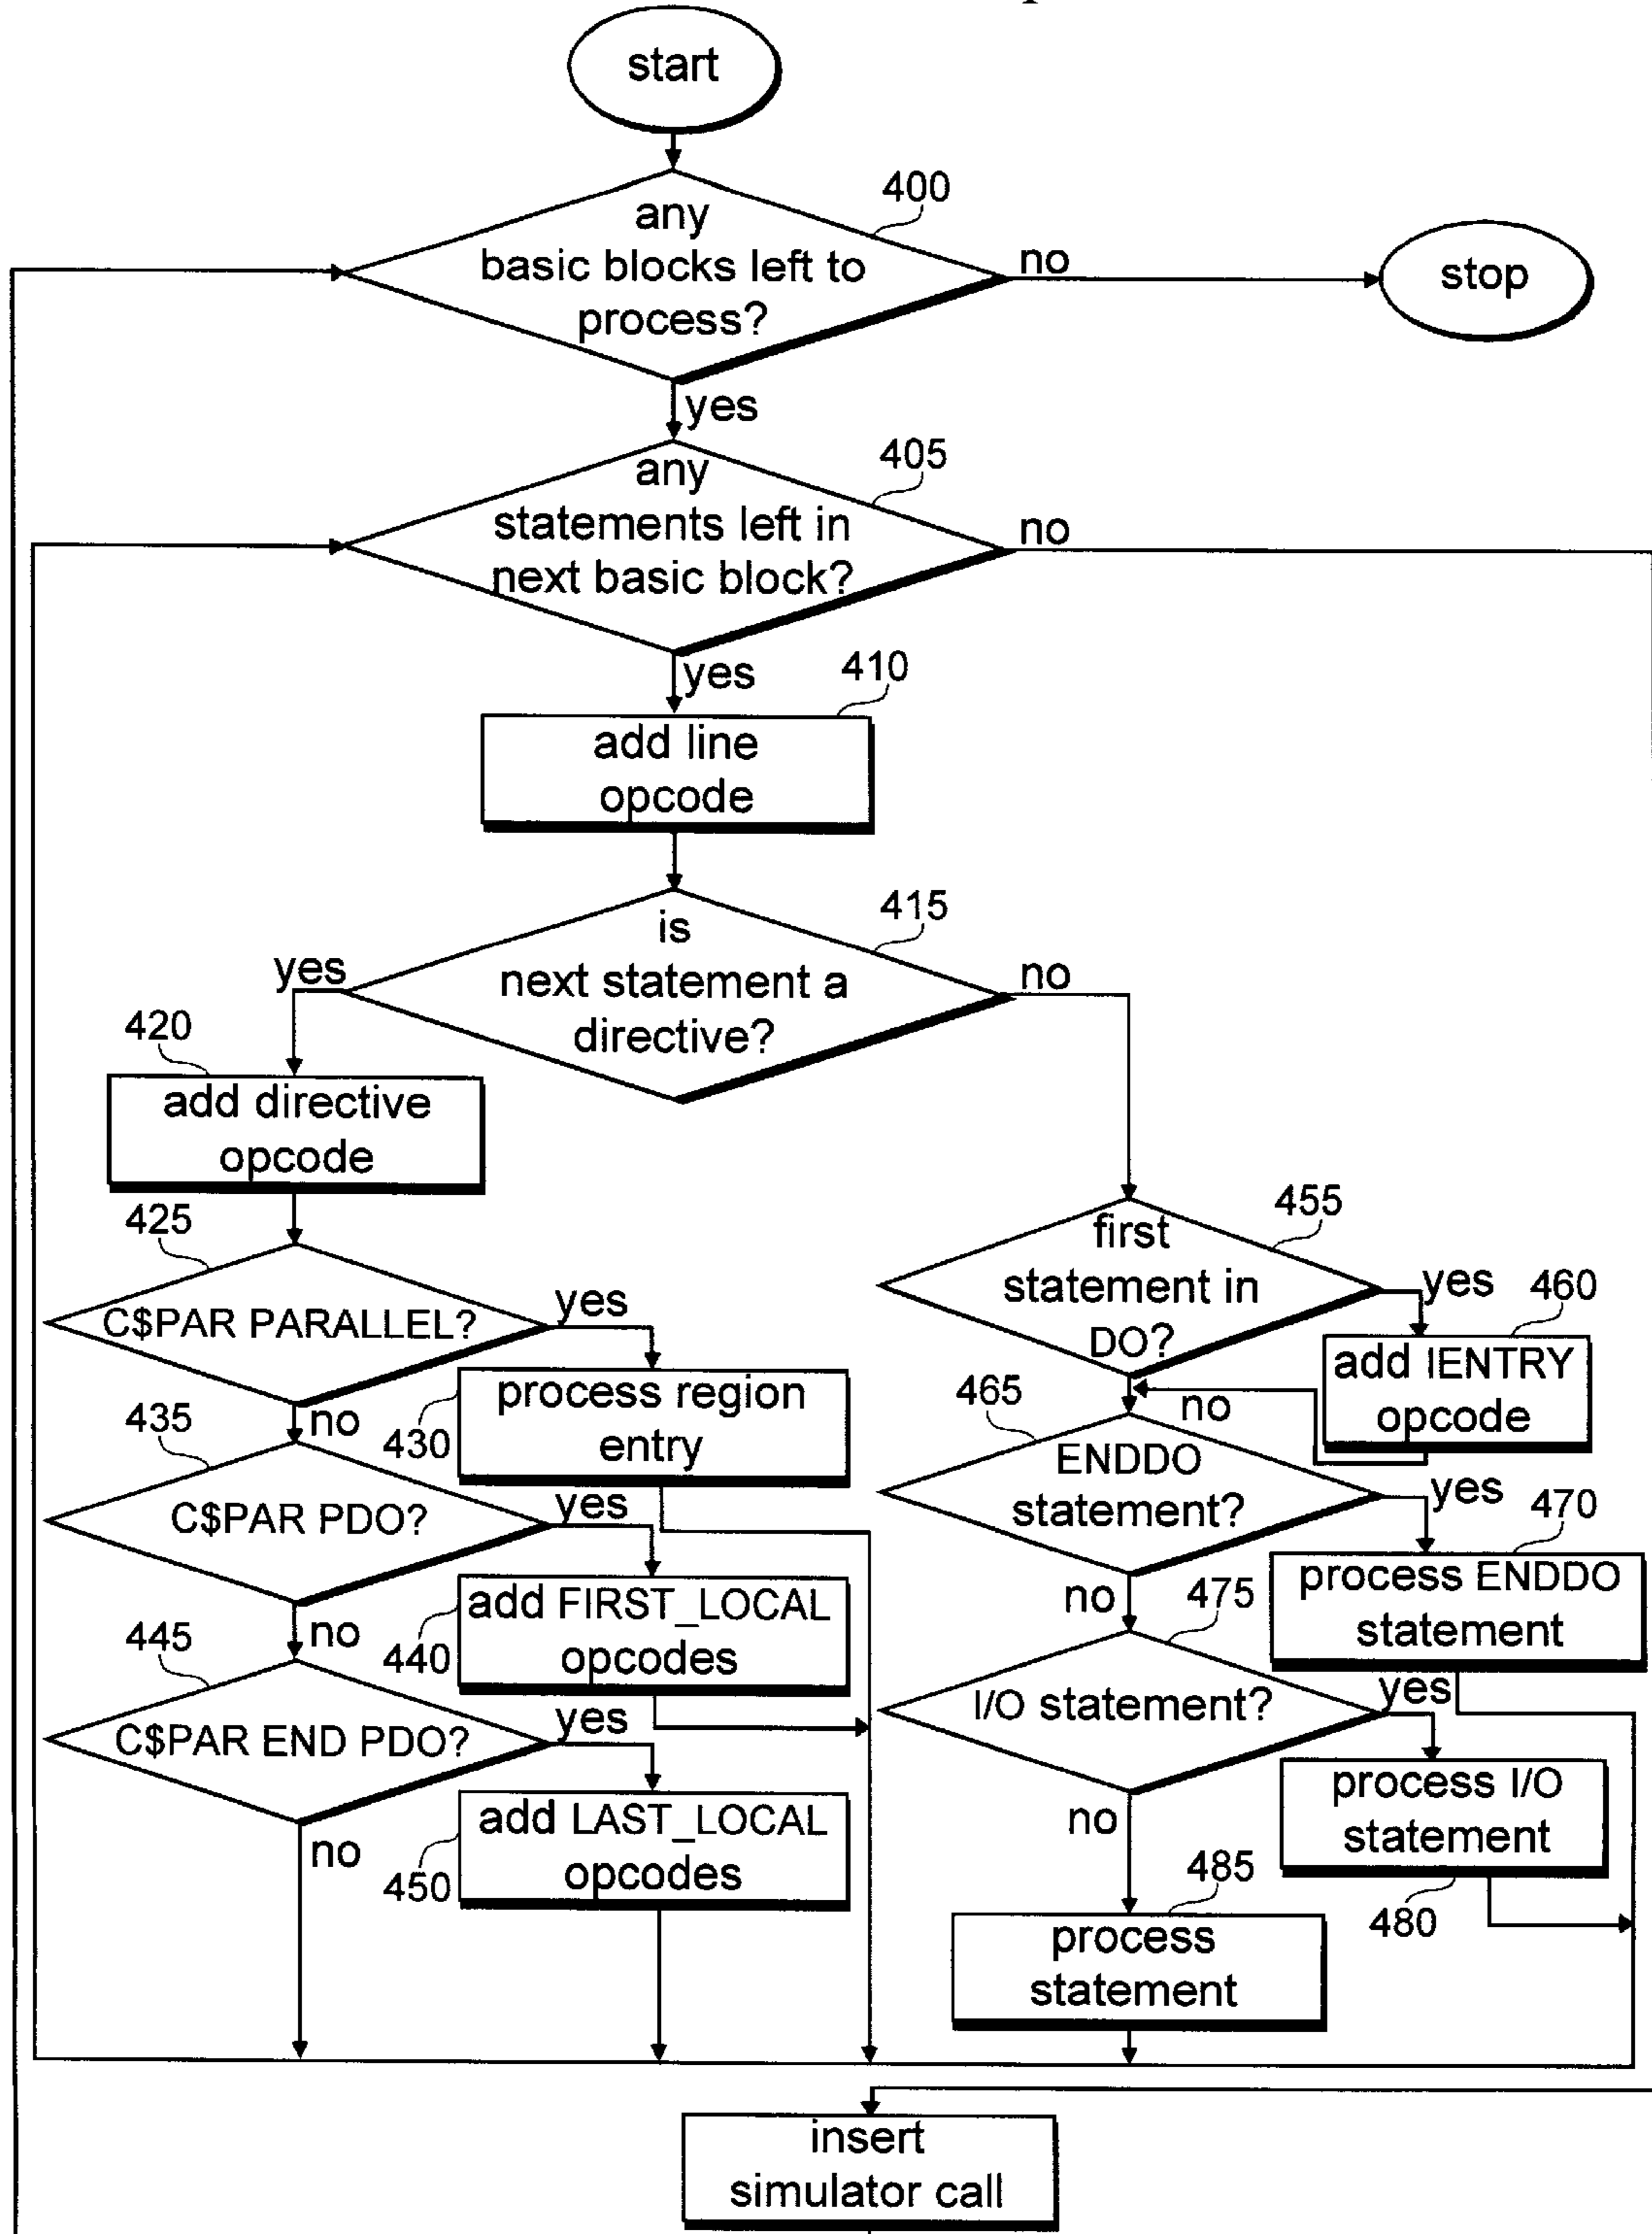 start
400
any
basic blocks left to
process?
no
stop
yes
405
any
statements left in
next basic block?
no
yes
410
add line
opcode
415
is
next statement a
directive?
yes
no
420
add directive
opcode
425
C$PAR PARALLEL?
yes
430
process region
entry
no
435
C$PAR PDO?
yes
440
add FIRST_LOCAL
opcodes
no
445
C$PAR END PDO?
yes
450
add LAST_LOCAL
opcodes
no
455
first
statement in
DO?
yes
460
add IENTRY
opcode
no
465
ENDDO
statement?
yes
470
process ENDDO
statement
no
475
I/O statement?
yes
process I/O
statement
480
no
485
process
statement
insert
simulator call